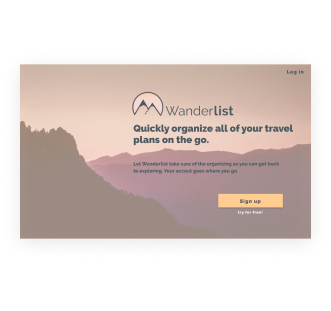 Log in
Wanderlist
Quickly organize all of your travel
plans on the go.
Let Wanderlist take care of the organizing so you can get back
to exploring. Your account goes where you go.
Sign up
Try for free!